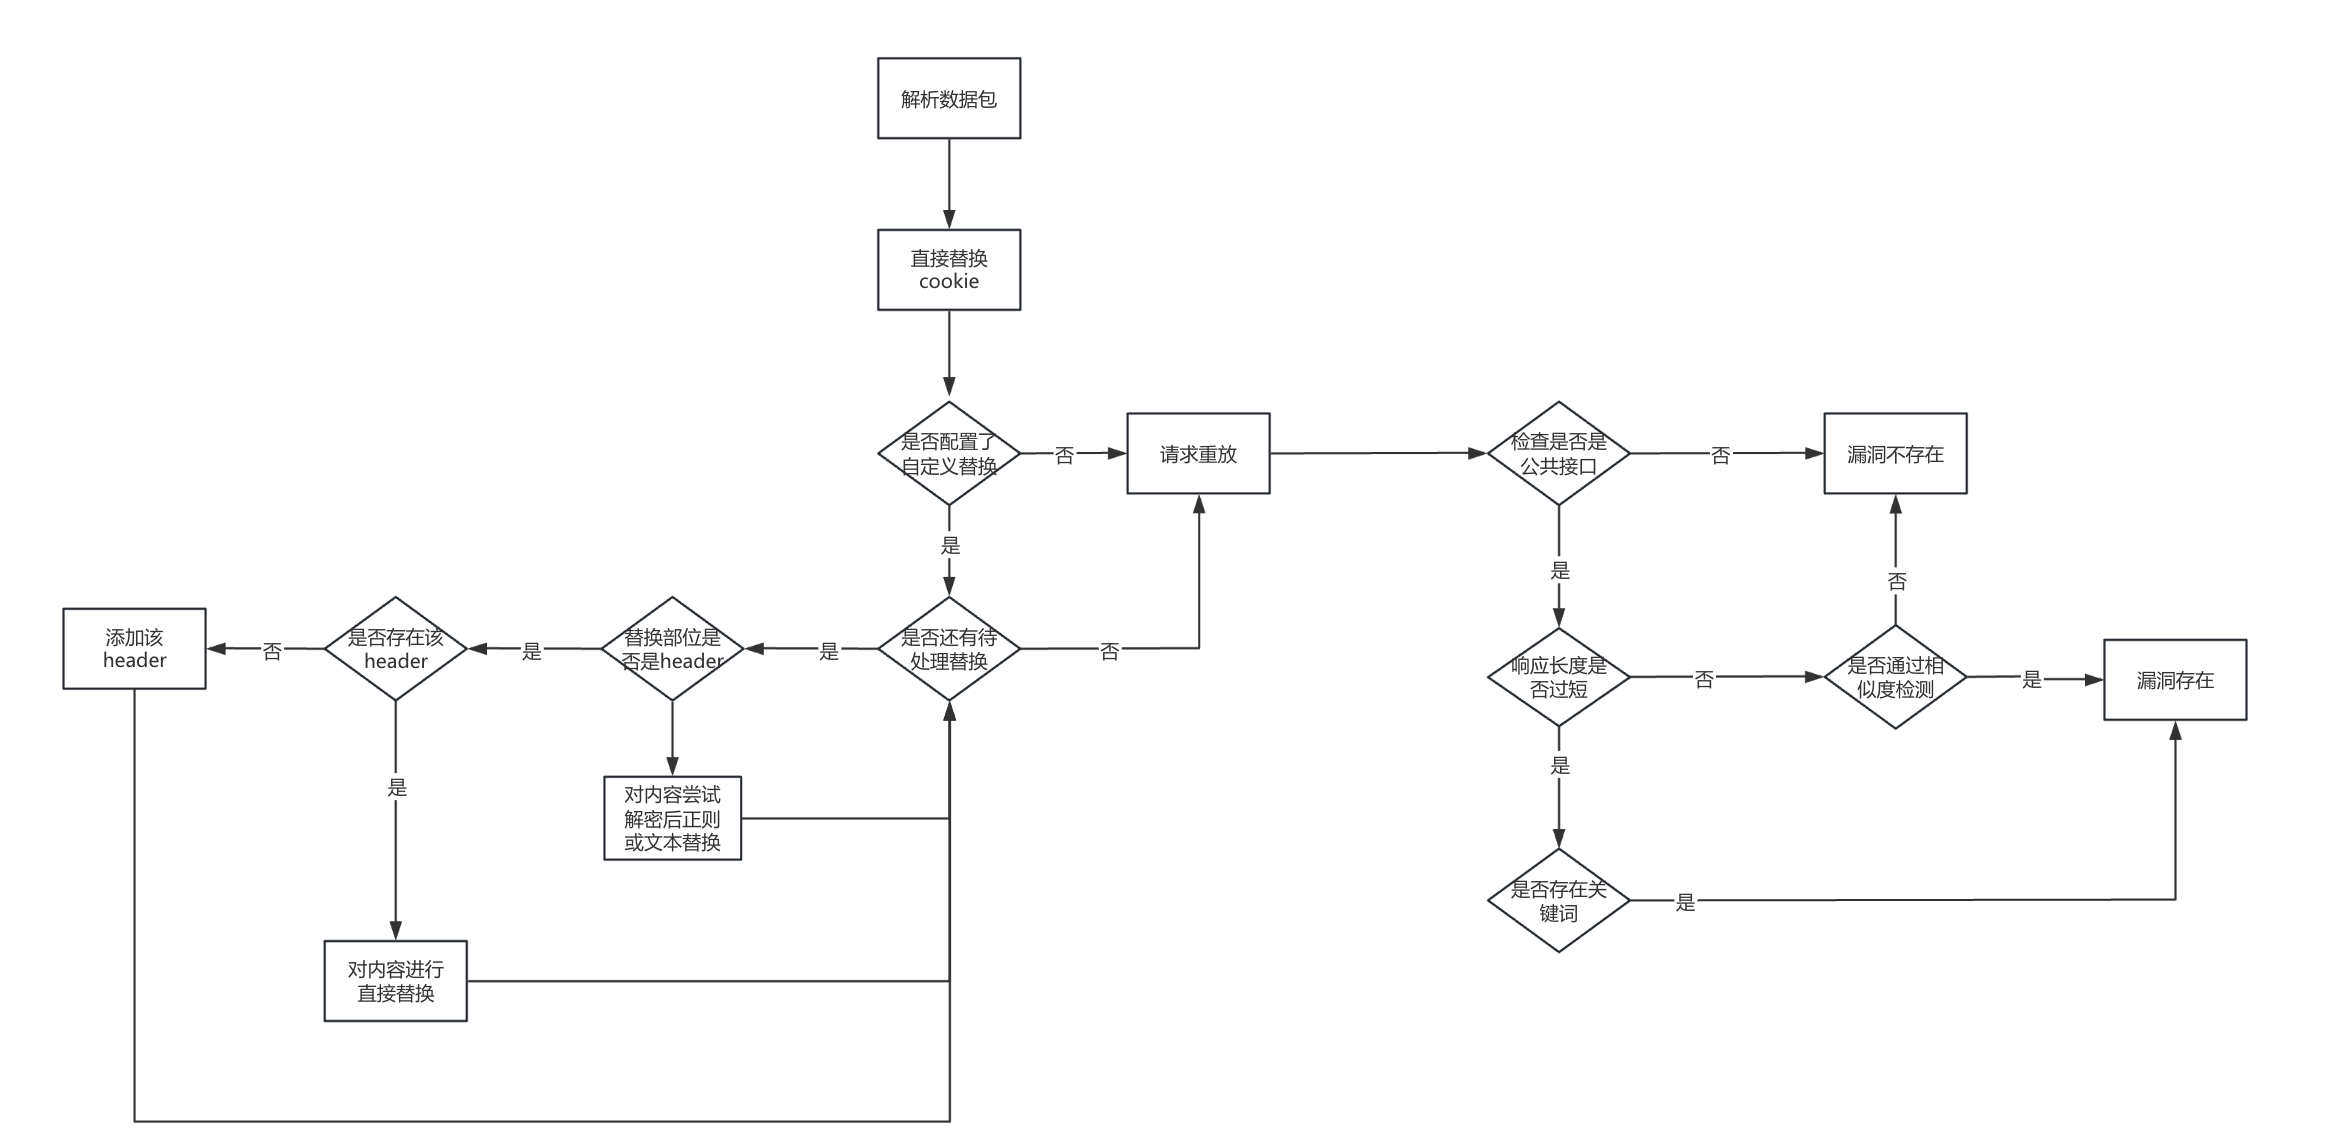 解析数据包
直接替换
cookie
是否配置了
自定义替换
否
请求重放
检查是否是
公共接口
否
漏洞不存在
是
是
否
添加该
header
否
是否存在该
header
是
替换部位是
否是header
是
是否还有待
处理替换
否
响应长度是
否过短
否
是否通过相
似度检测
是
漏洞存在
是
是
对内容尝试
解密后正则
或文本替换
是否存在关
键词
是
对内容进行
直接替换